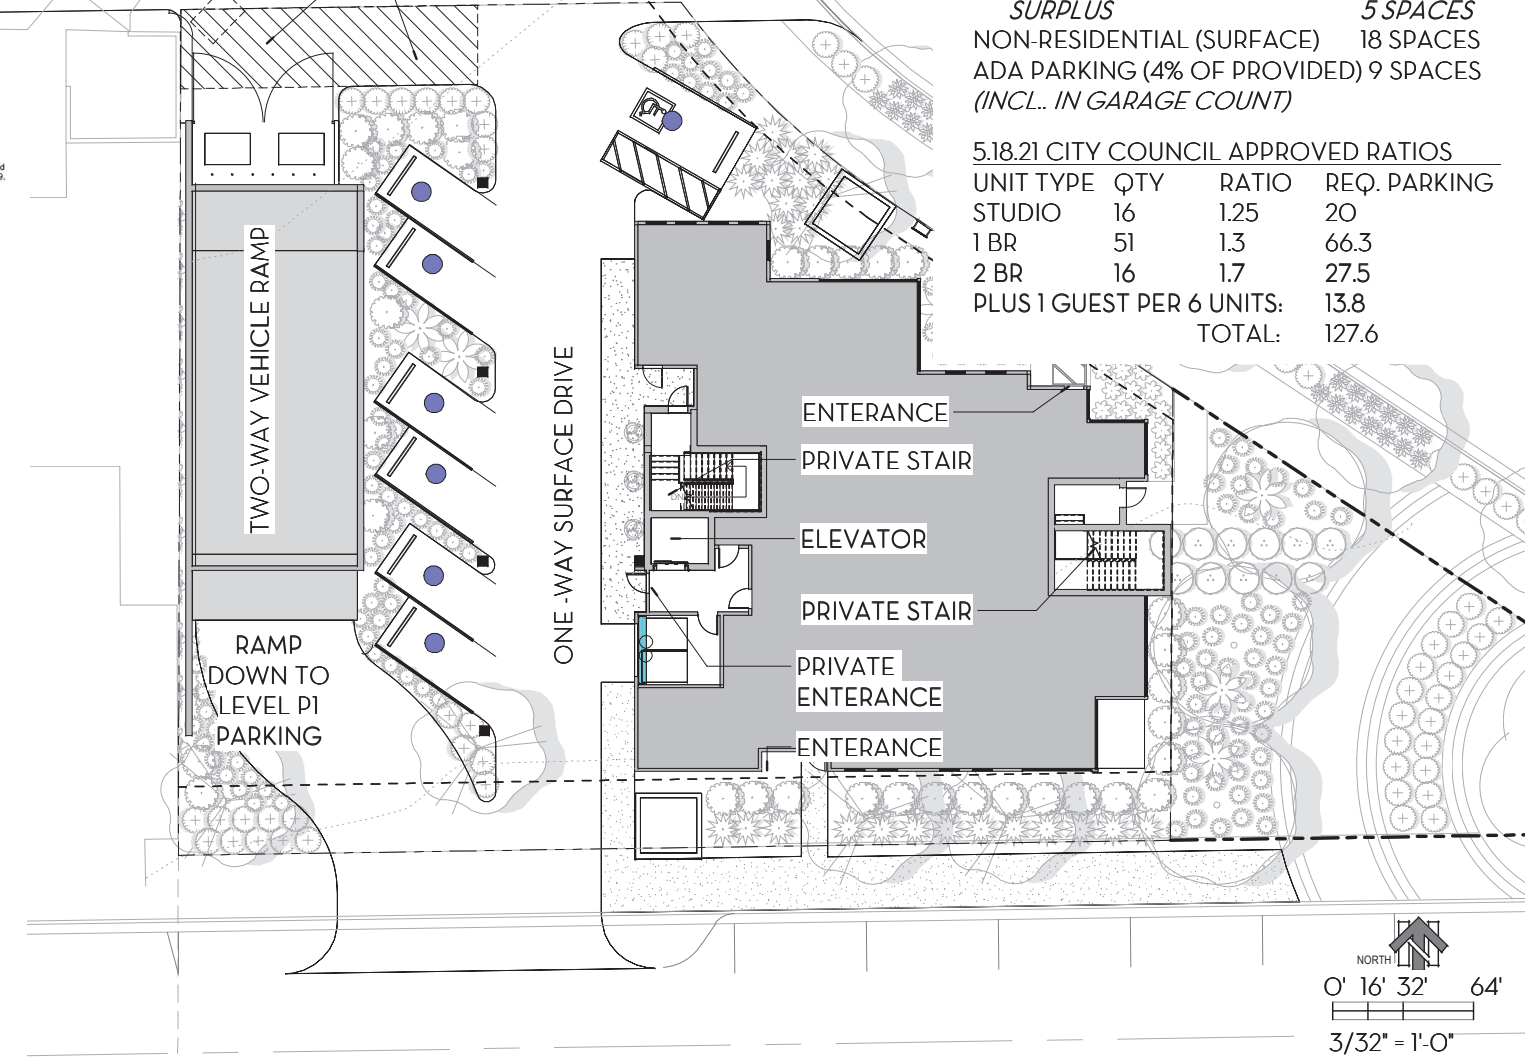 SURPLUS 5 SPACES
NON-RESIDENTIAL (SURFACE) 18 SPACES
ADA PARKING (4% OF PROVIDED) 9 SPACES
(INCL.. IN GARAGE COUNT)
5.18.21 CITY COUNCIL APPROVED RATIOS
UNIT TYPE QTY RATIO REQ. PARKING
STUDIO 16 1.25 20
1 BR 51 1.3 66.3
2 BR 16 1.7 27.5
PLUS 1 GUEST PER 6 UNITS: 13.8
TOTAL: 127.6
TWO-WAY VEHICLE RAMP
ONE -WAY SURFACE DRIVE
ENTERANCE
PRIVATE STAIR
DN
ELEVATOR
PRIVATE STAIR
PRIVATE
ENTERANCE
ENTERANCE
RAMP
DOWN TO
LEVEL P1
PARKING
NORTH
0' 16' 32' 64'
3/32" = 1'-0"